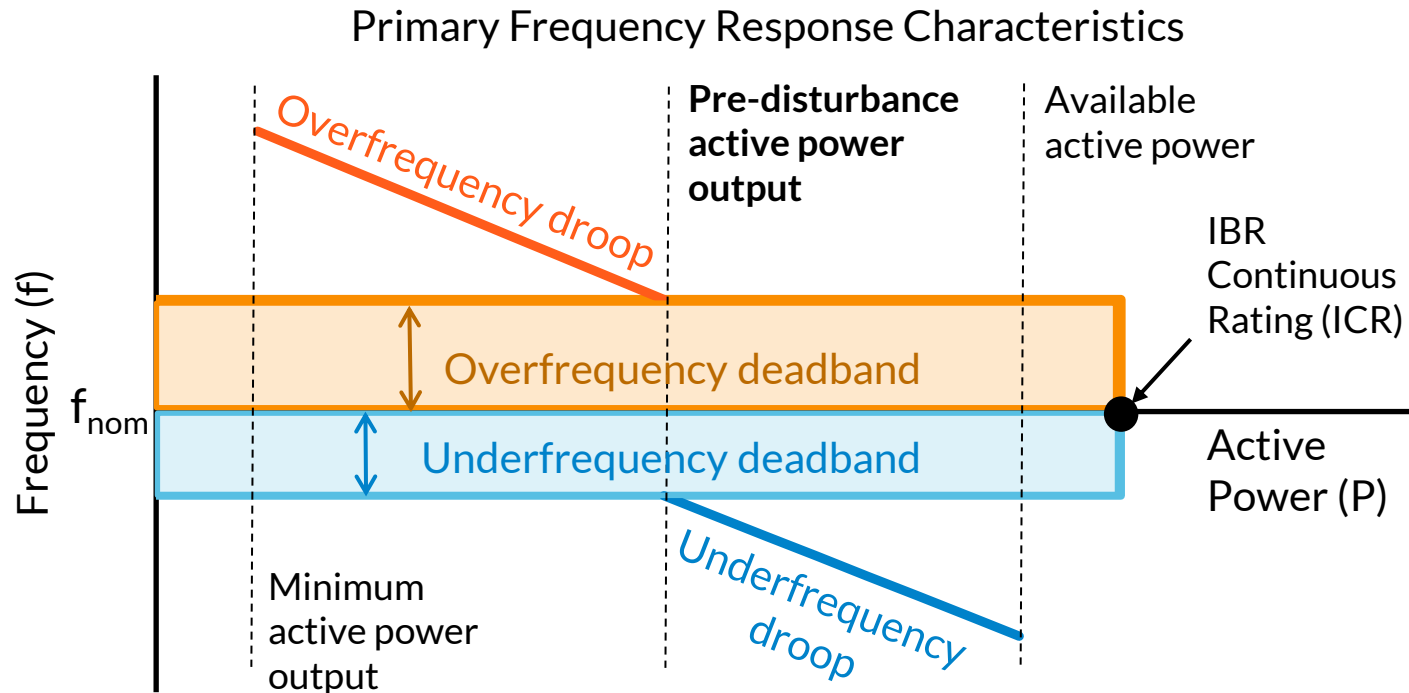 Primary Frequency Response Characteristics
Overfrequency droop
Pre-disturbance
active power
output
Available
active power
IBR
Continuous
Rating (ICR)
Frequency (f)
fnom
Overfrequency deadband
Underfrequency deadband
Active
Power (P)
Minimum
active power
output
Underfrequency
droop